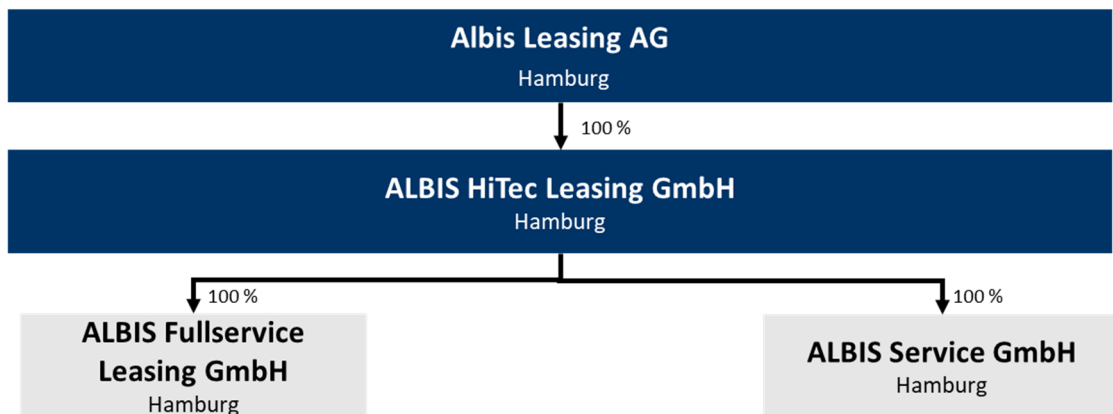 Albis Leasing AG
Hamburg
100 %
ALBIS HiTec Leasing GmbH
Hamburg
100 %
100 %
ALBIS Fullservice
Leasing GmbH
Hamburg
ALBIS Service GmbH
Hamburg